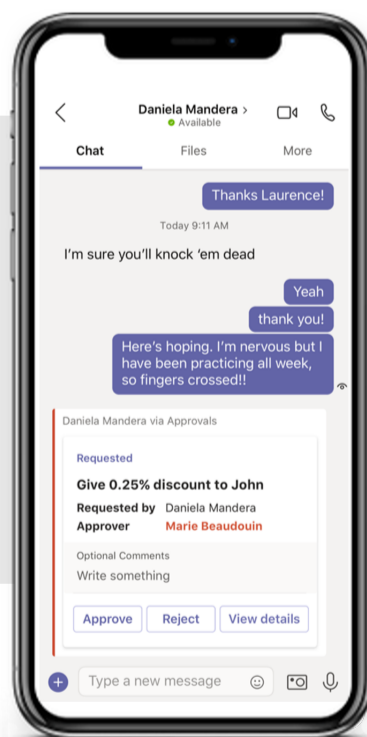 Daniela Mandera >
Available
Chat Files More
Thanks Laurence!
Today 9:11 AM
I'm sure you'll knock 'em dead
Yeah
thank you!
Here's hoping. I'm nervous but I
have been practicing all week,
so fingers crossed!!
Daniela Mandera via Approvals
Requested
Give 0.25% discount to John
Requested by Daniela Mandera
Approver Marie Beaudouin
Optional Comments
Write something
Approve Reject View details
Type a new message